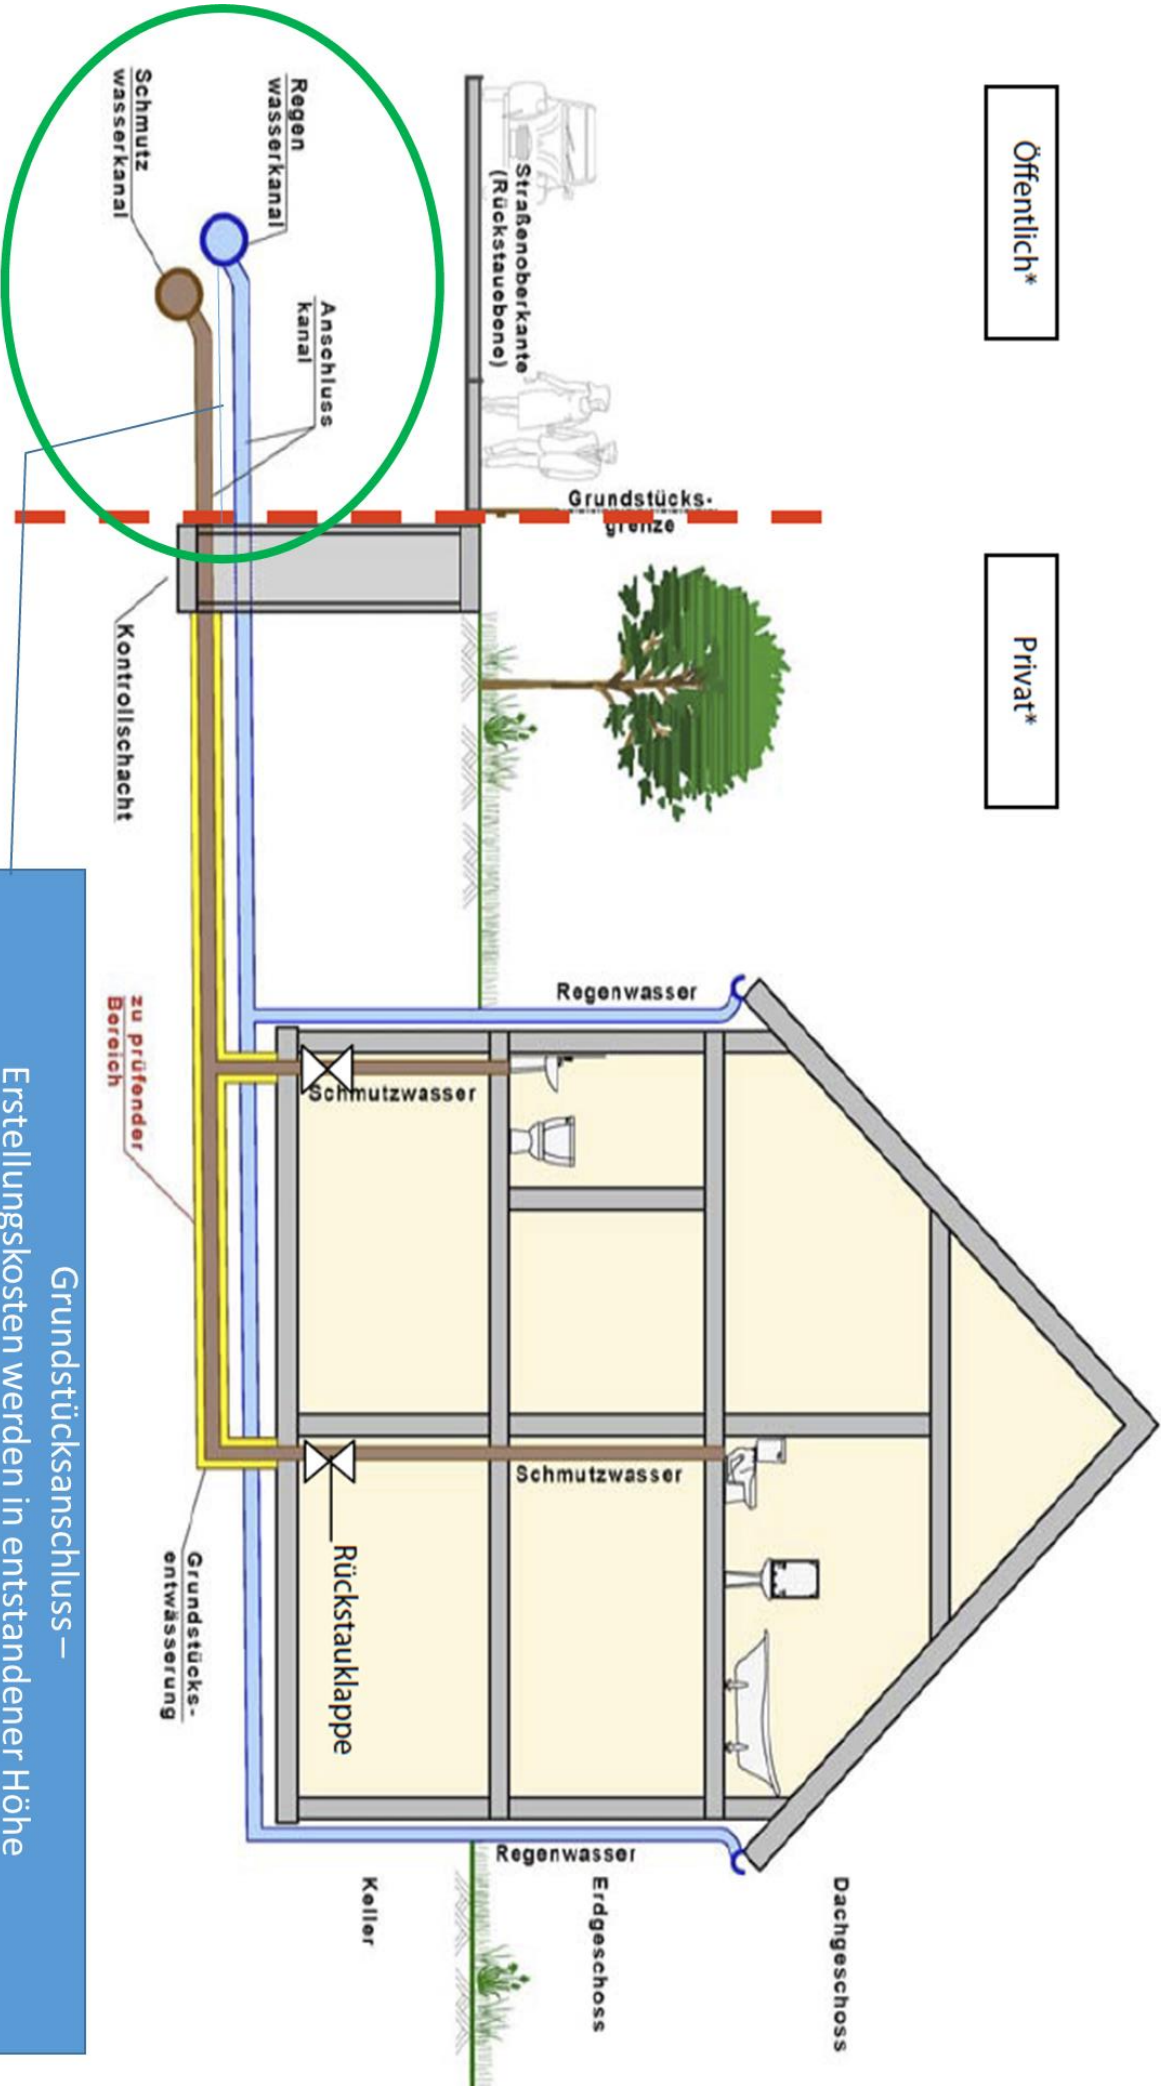 Öffentlich*
Privat*
Straßenoberkante
(Rückstauebene)
Grundstücks-
grenze
Regen
wasserkanal
Schmutz
wasserkanal
Anschluss
kanal
Kontrollschacht
Regenwasser
Schmutzwasser
zu prüfender
Bereich
Schmutzwasser
Rückstauklappe
Grundstücks-
entwässerung
Regenwasser
Dachgeschoss
Erdgeschoss
Keller
Grundstücksanschluss –
Erstellungskosten werden in entstandener Höhe